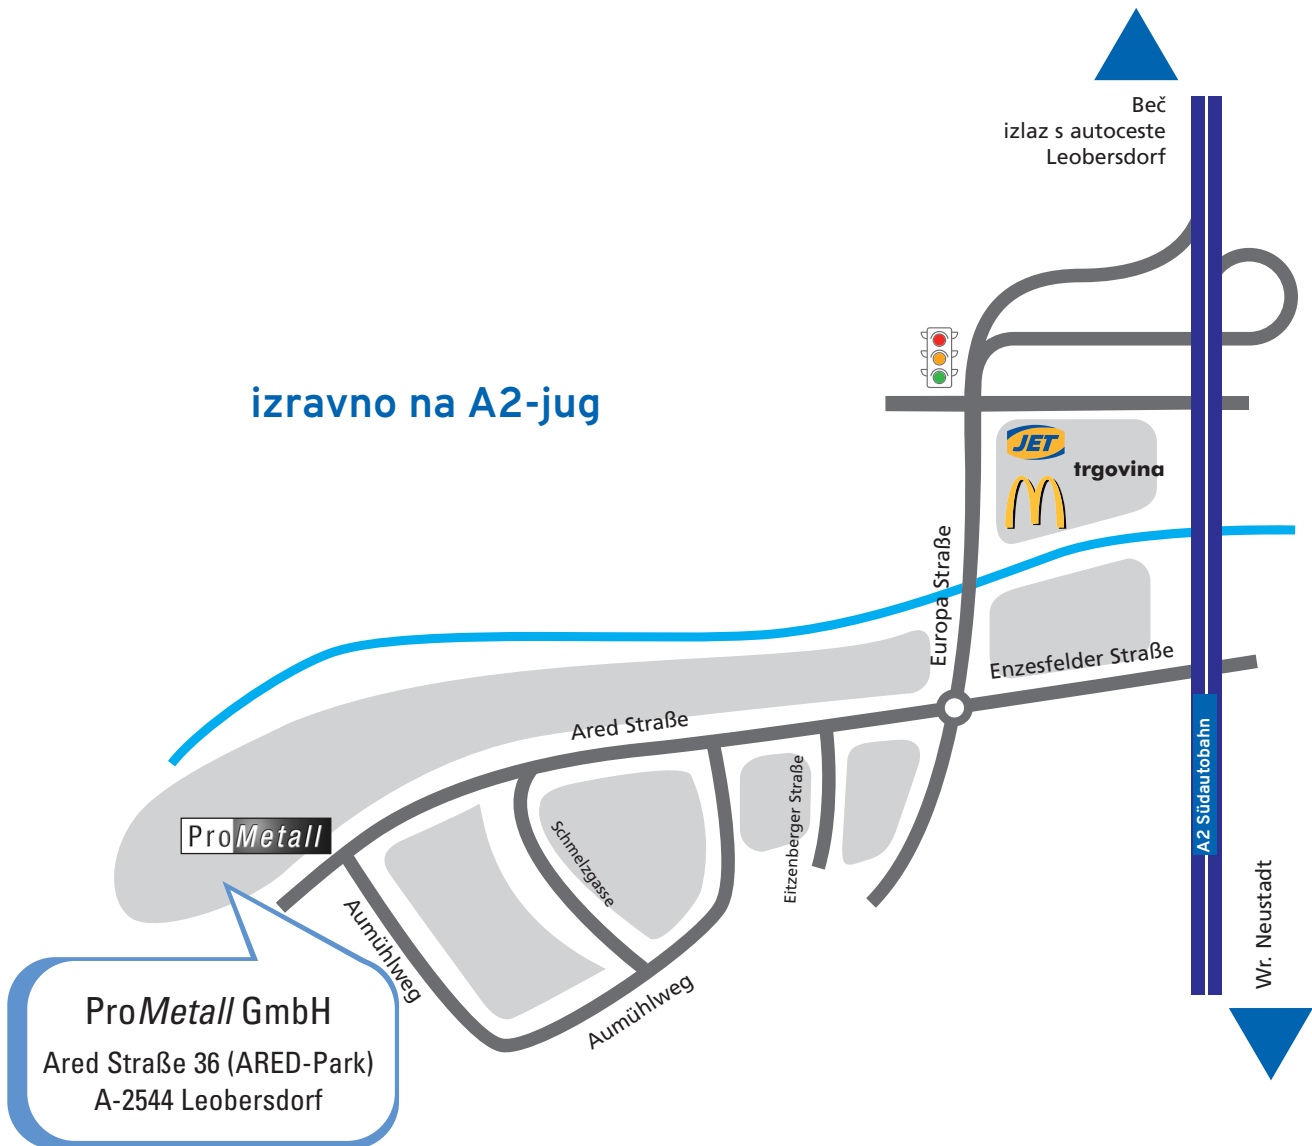 Beč
izlaz s autoceste
Leobersdorf
izravno na A2-jug
JET
trgovina
Europa Straße
Enzesfelder Straße
Ared Straße
A2 Südautobahn
Eitzenberger Straße
Schmelzgasse
ProMetall
Wr. Neustadt
Aumühlweg
Aumühlweg
ProMetall GmbH
Ared Straße 36 (ARED-Park)
A-2544 Leobersdorf